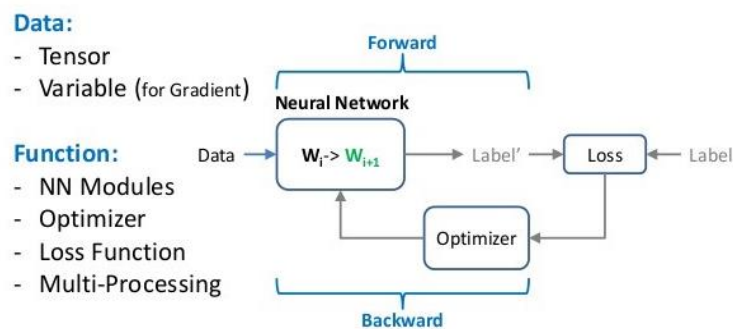 Data:
- Tensor
- Variable (for Gradient)
Function:
- NN Modules
- Optimizer
- Loss Function
- Multi-Processing
Forward
Neural Network
Data
Wi-> Wi+1
Label’
Loss
Label
Optimizer
Backward